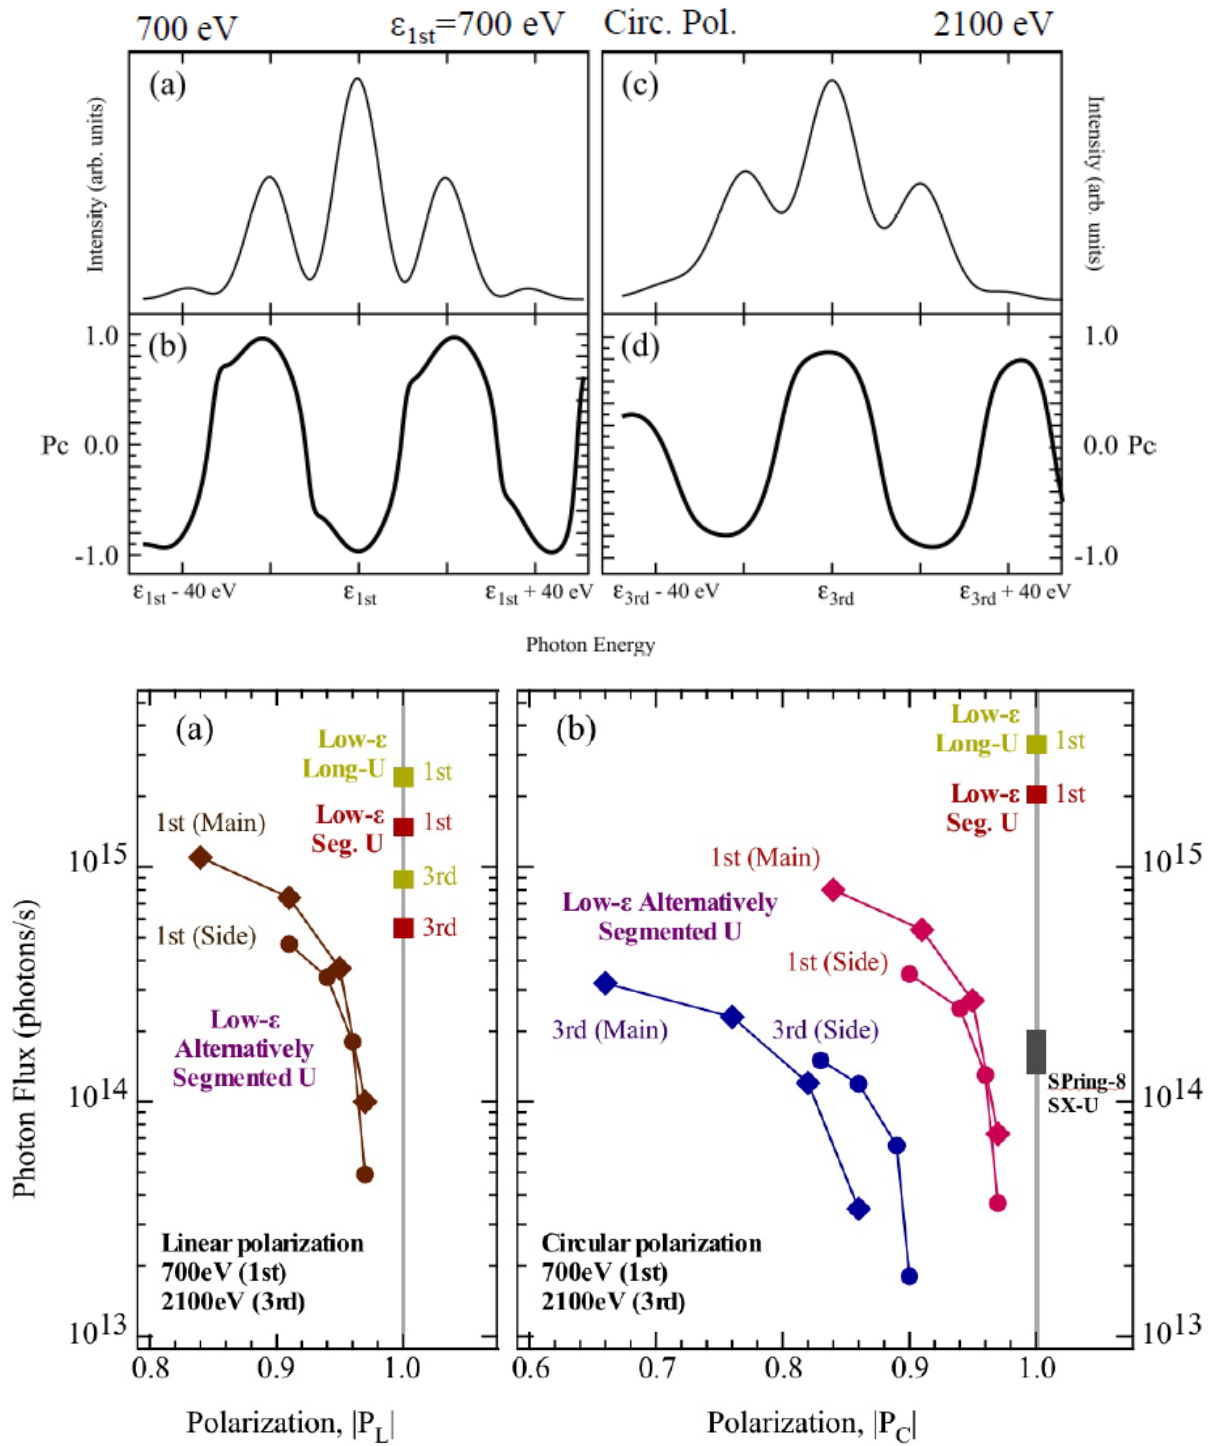 700 eV
ε1st=700 eV
Circ. Pol.
2100 eV
(a)
(c)
Intensity (arb. units)
Intensity (arb. units)
1.0
(b)
(d)
1.0
Pc 0.0
0.0 Pc
-1.0
-1.0
ε1st - 40 eV
ε1st
ε1st + 40 eV
ε3rd - 40 eV
ε3rd
ε3rd + 40 eV
Photon Energy
(a)
Low-ε
Long-U
1st
1st (Main)
Low-ε
Seg. U
1st
10^15
3rd
1st (Side)
3rd
Low-ε
Alternatively
Segmented U
10^14
Linear polarization
700eV (1st)
2100eV (3rd)
10^13
0.8
0.9
1.0
Polarization, |PL|
Photon Flux (photons/s)
(b)
Low-ε
Long-U
1st
Low-ε
Seg. U
1st
1st (Main)
10^15
Low-ε Alternatively
Segmented U
1st (Side)
3rd (Main)
3rd (Side)
SPring-8
SX-U
10^14
Circular polarization
700eV (1st)
2100eV (3rd)
10^13
0.6
0.7
0.8
0.9
1.0
Polarization, |PC|